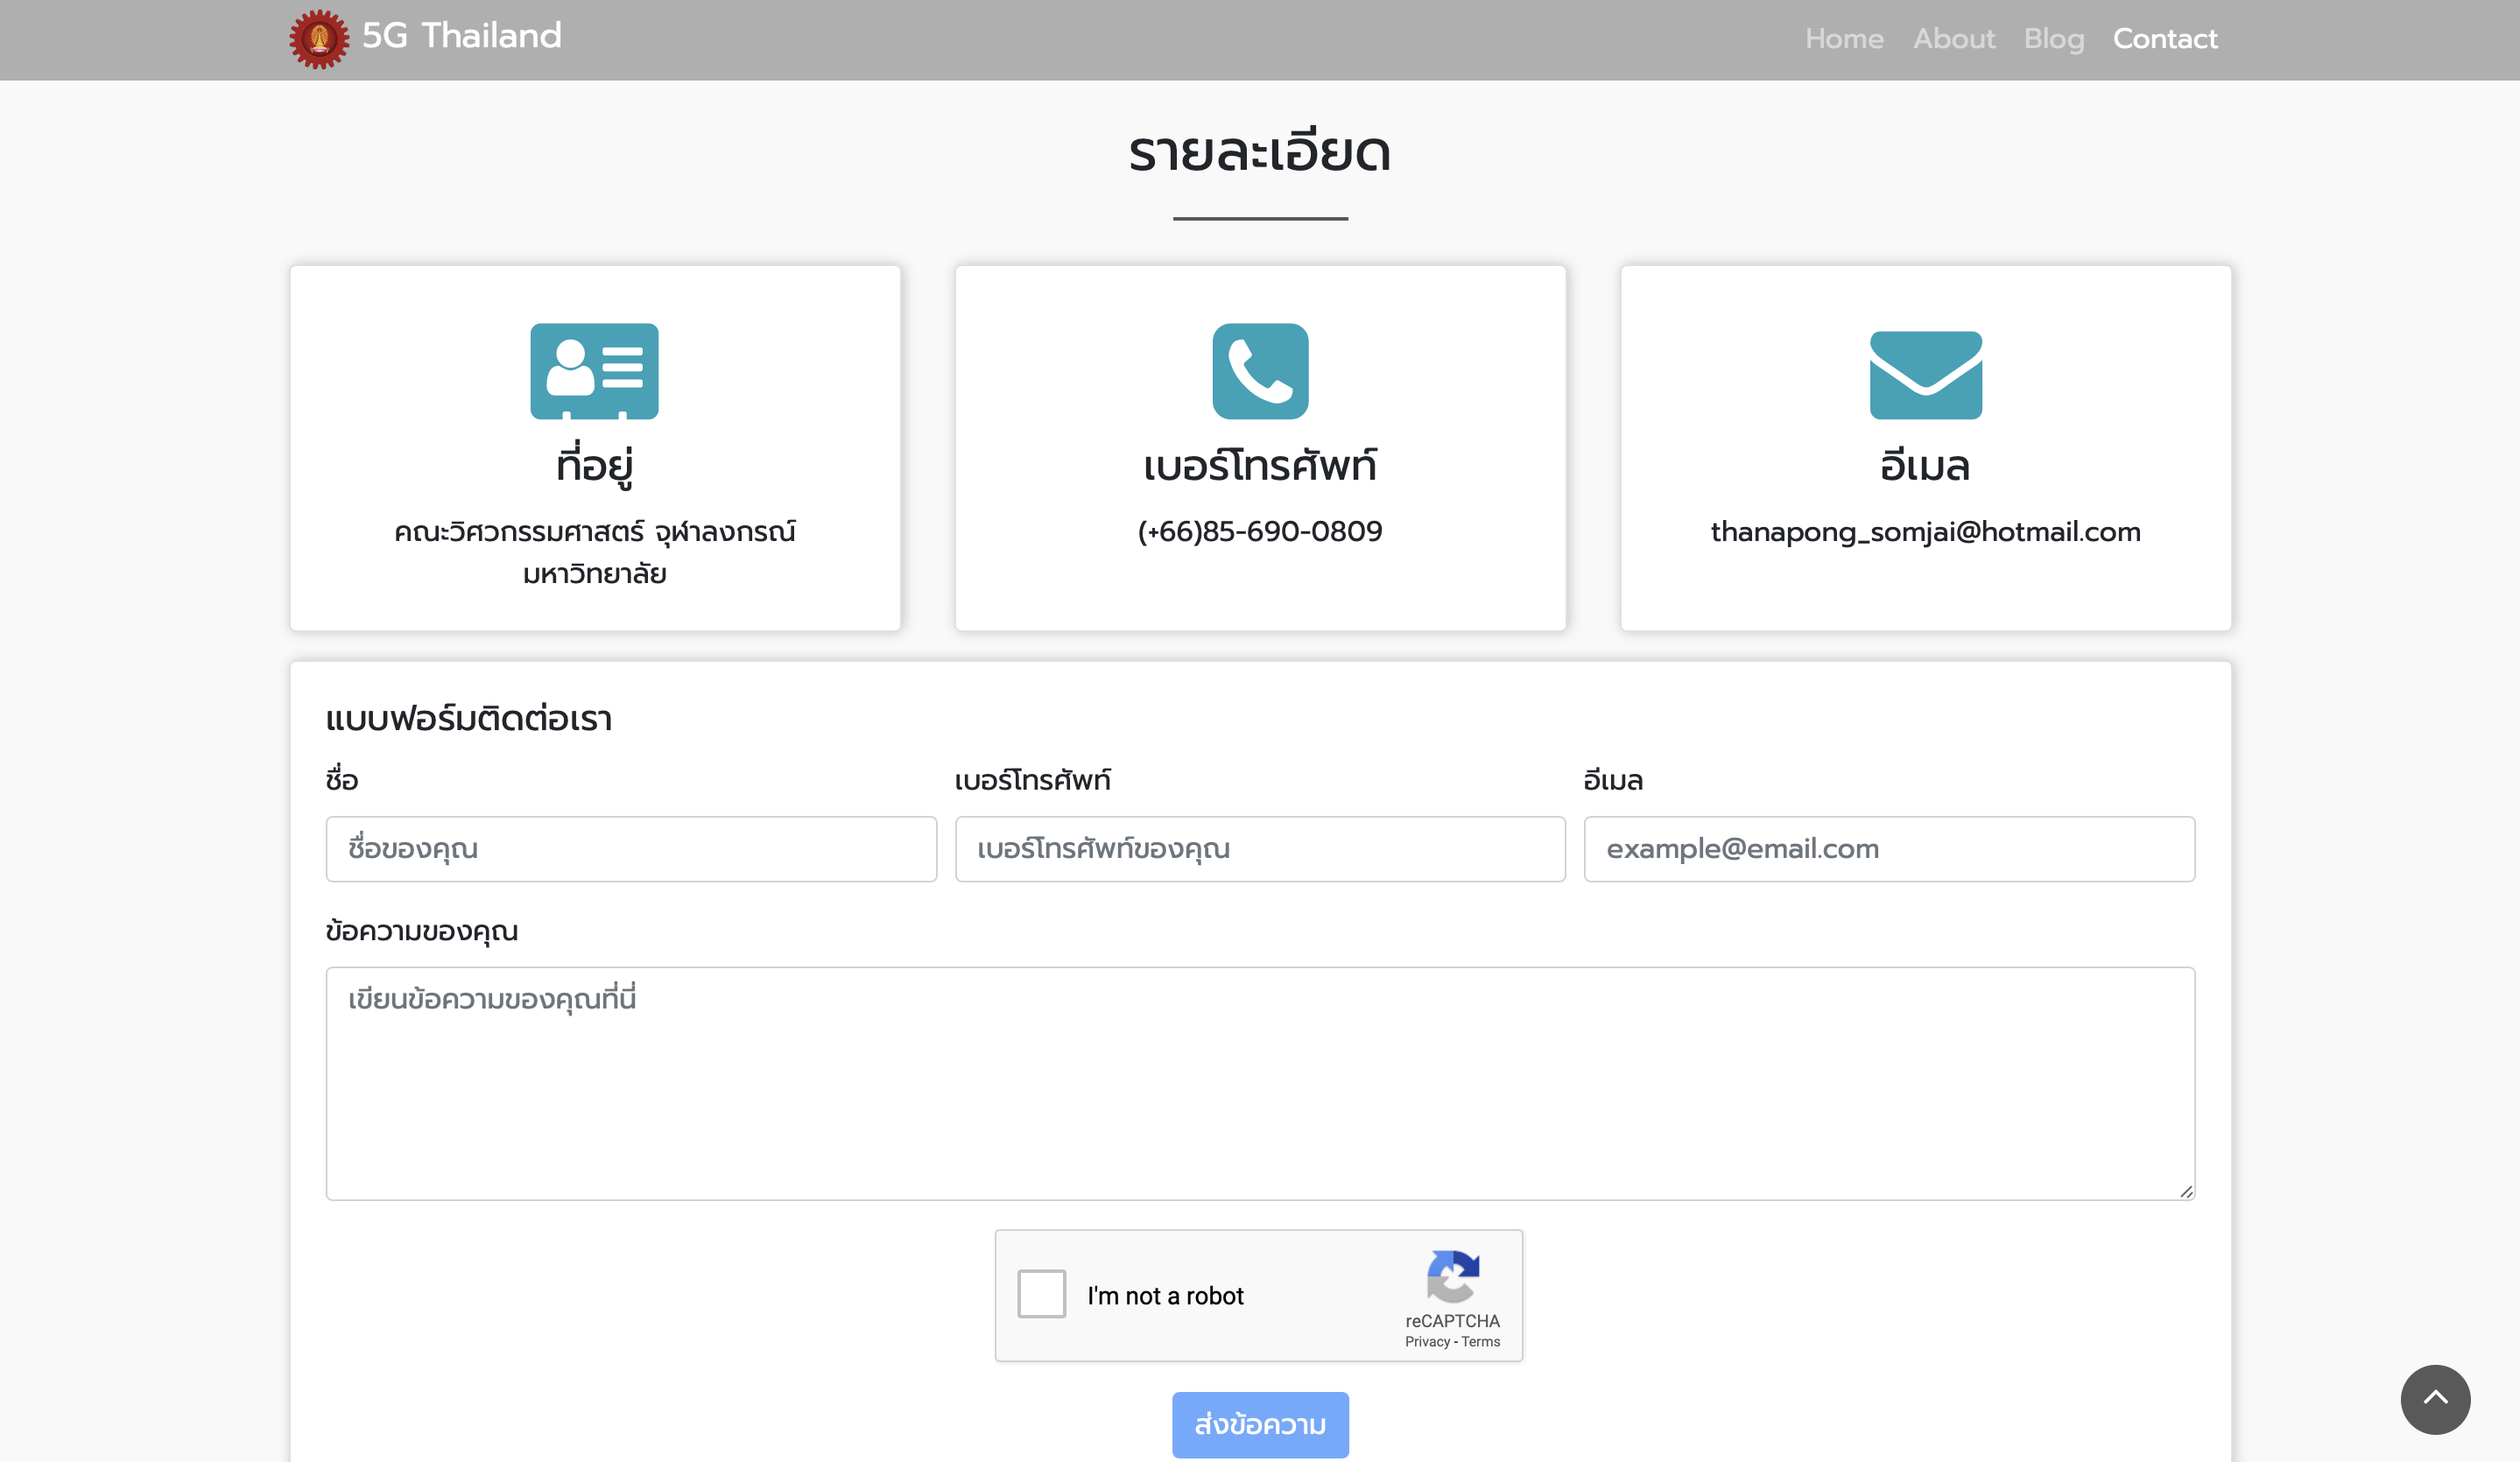 5G Thailand
Home About Blog Contact
รายละเอียด
ที่อยู่
คณะวิศวกรรมศาสตร์ จุฬาลงกรณ์
มหาวิทยาลัย
เบอร์โทรศัพท์
(+66)85-690-0809
อีเมล
thanapong_somjai@hotmail.com
แบบฟอร์มติดต่อเรา
ชื่อ
ชื่อของคุณ
เบอร์โทรศัพท์
เบอร์โทรศัพท์ของคุณ
อีเมล
example@email.com
ข้อความของคุณ
เขียนข้อความของคุณที่นี่
I'm not a robot
reCAPTCHA
Privacy - Terms
ส่งข้อความ